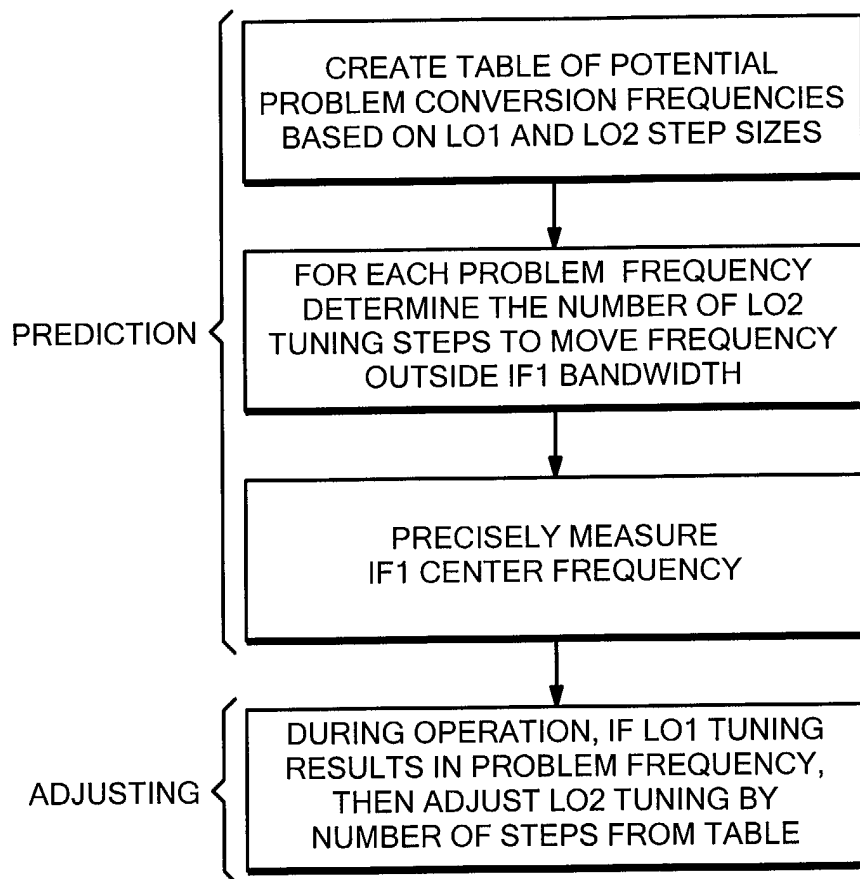 CREATE TABLE OF POTENTIAL
PROBLEM CONVERSION FREQUENCIES
BASED ON LO1 AND LO2 STEP SIZES
FOR EACH PROBLEM FREQUENCY
DETERMINE THE NUMBER OF LO2
TUNING STEPS TO MOVE FREQUENCY
OUTSIDE IF1 BANDWIDTH
PREDICTION
PRECISELY MEASURE
IF1 CENTER FREQUENCY
DURING OPERATION, IF LO1 TUNING
RESULTS IN PROBLEM FREQUENCY,
THEN ADJUST LO2 TUNING BY
NUMBER OF STEPS FROM TABLE
ADJUSTING